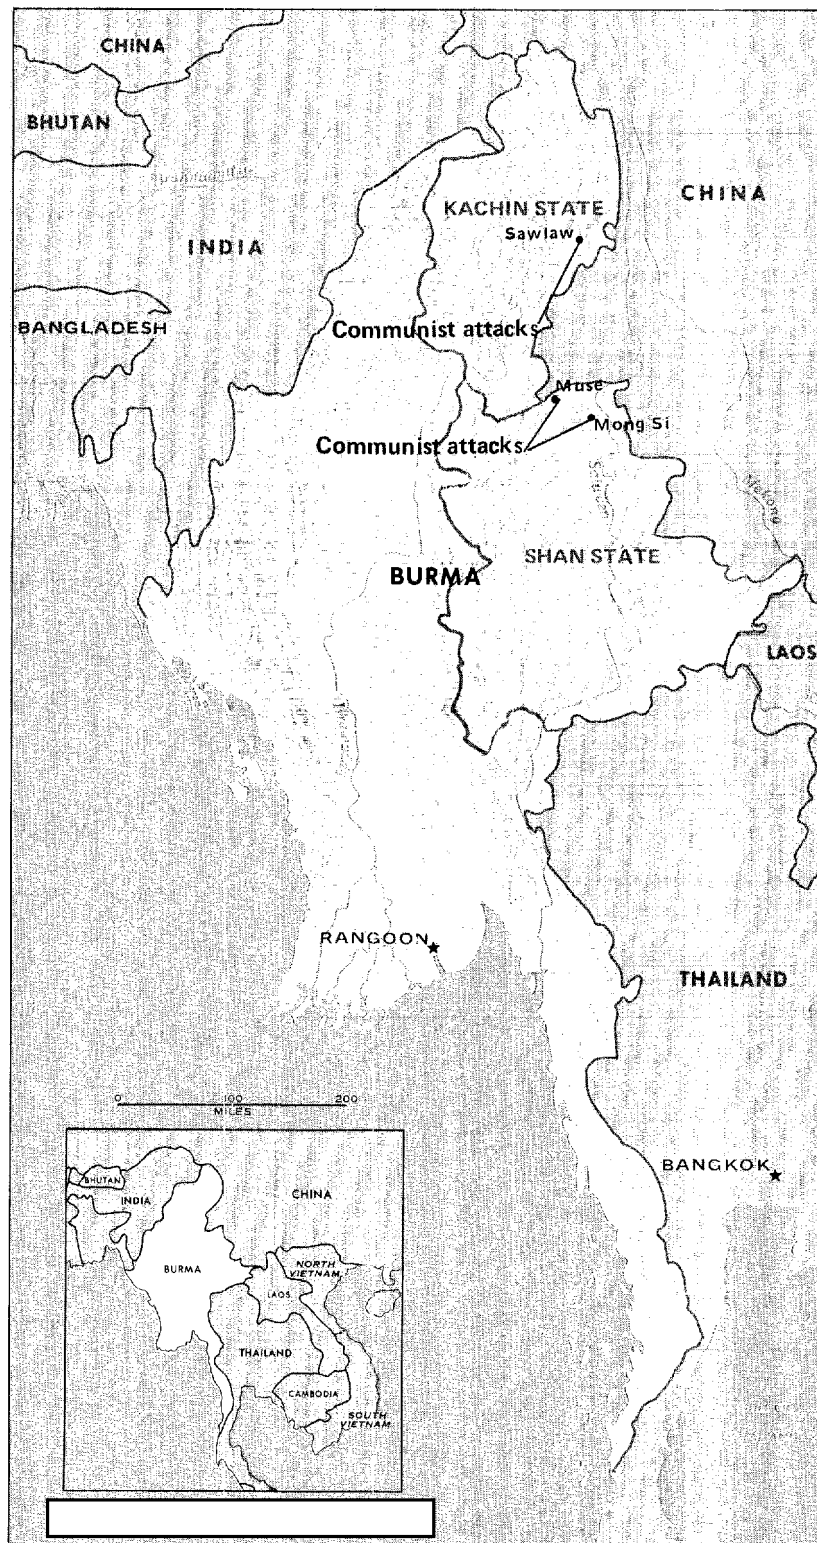 CHINA
BHUTAN
KACHIN STATE
CHINA
Sawlaw
INDIA
BANGLADESH
Communist attacks
Muse
Mong Si
Communist attacks
SHAN STATE
BURMA
LAOS
RANGOON
THAILAND
0 100 200
MILES
BANGKOK
BHUTAN
INDIA
CHINA
BURMA
NORTH
VIETNAM
LAOS
THAILAND
CAMBODIA
SOUTH
VIETNAM